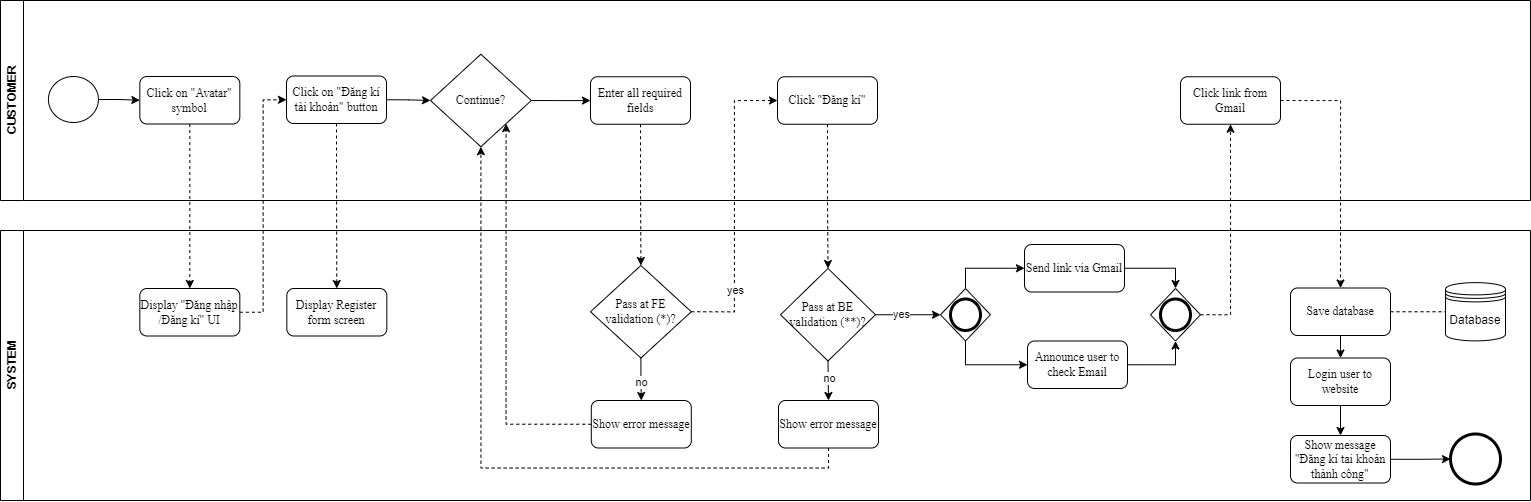 CUSTOMER
Click on "Avatar"
symbol
Click on "Đăng kí
tài khoản" button
Continue?
Enter all required
fields
Click "Đăng kí"
Click link from
Gmail
SYSTEM
Display "Đăng nhập
/Đăng kí" UI
Display Register
form screen
Pass at FE
validation (*)?
yes
no
Show error message
Pass at BE
validation (**)?
yes
no
Show error message
Send link via Gmail
Announce user to
check Email
Save database
Database
Login user to
website
Show message
"Đăng kí tai khoản
thành công"